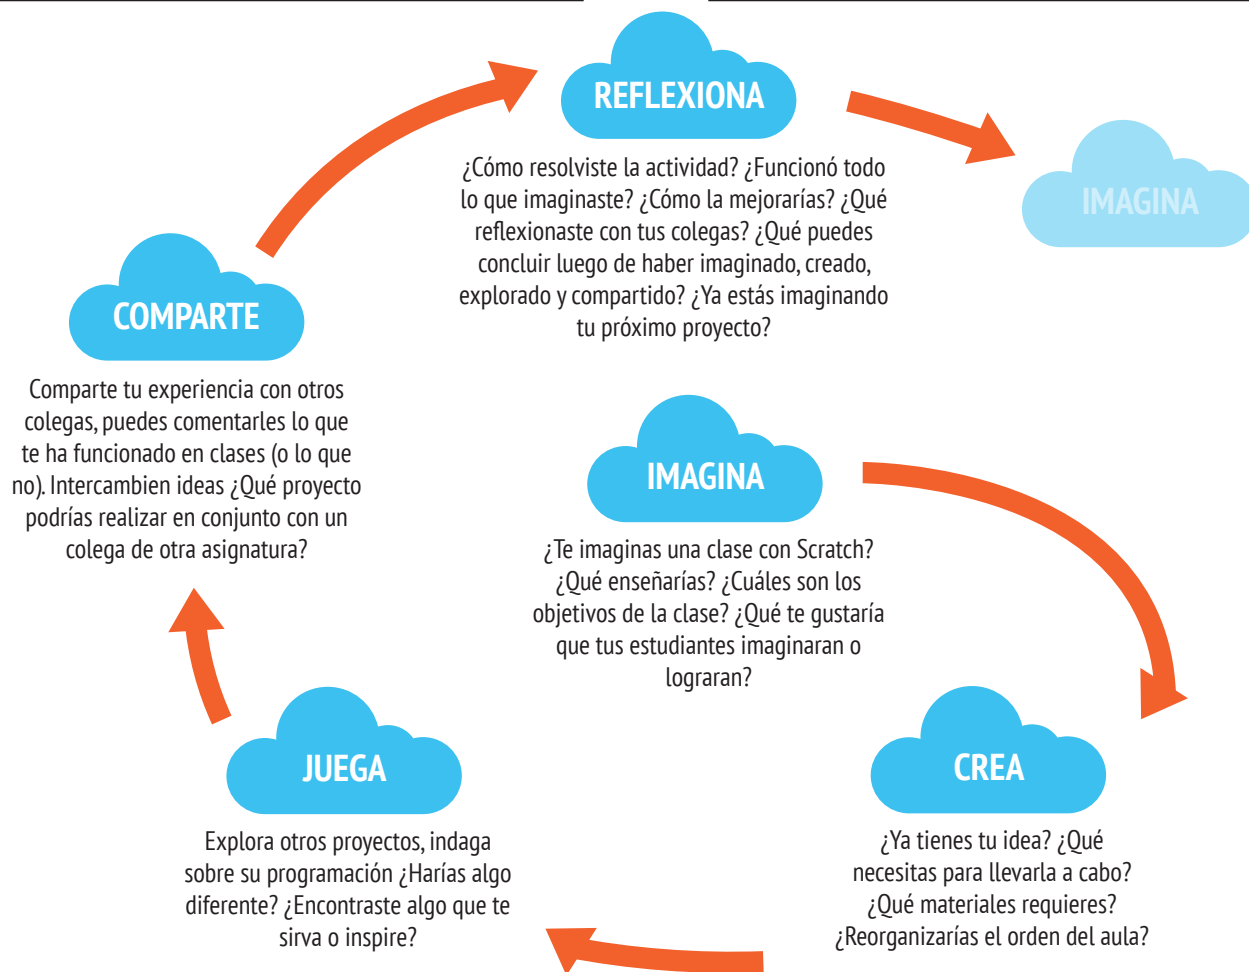 REFLEXIONA
¿Cómo resolviste la actividad? ¿Funcionó todo
lo que imaginaste? ¿Cómo la mejorarías? ¿Qué
reflexionaste con tus colegas? ¿Qué puedes
concluir luego de haber imaginado, creado,
explorado y compartido? ¿Ya estás imaginando
tu próximo proyecto?
IMAGINA
COMPARTE
Comparte tu experiencia con otros
colegas, puedes comentarles lo que
te ha funcionado en clases (o lo que
no). Intercambien ideas ¿Qué proyecto
podrías realizar en conjunto con un
colega de otra asignatura?
IMAGINA
¿Te imaginas una clase con Scratch?
¿Qué enseñarías? ¿Cuáles son los
objetivos de la clase? ¿Qué te gustaría
que tus estudiantes imaginaran o
lograran?
JUEGA
Explora otros proyectos, indaga
sobre su programación ¿Harías algo
diferente? ¿Encontraste algo que te
sirva o inspire?
CREA
¿Ya tienes tu idea? ¿Qué
necesitas para llevarla a cabo?
¿Qué materiales requieres?
¿Reorganizarías el orden del aula?